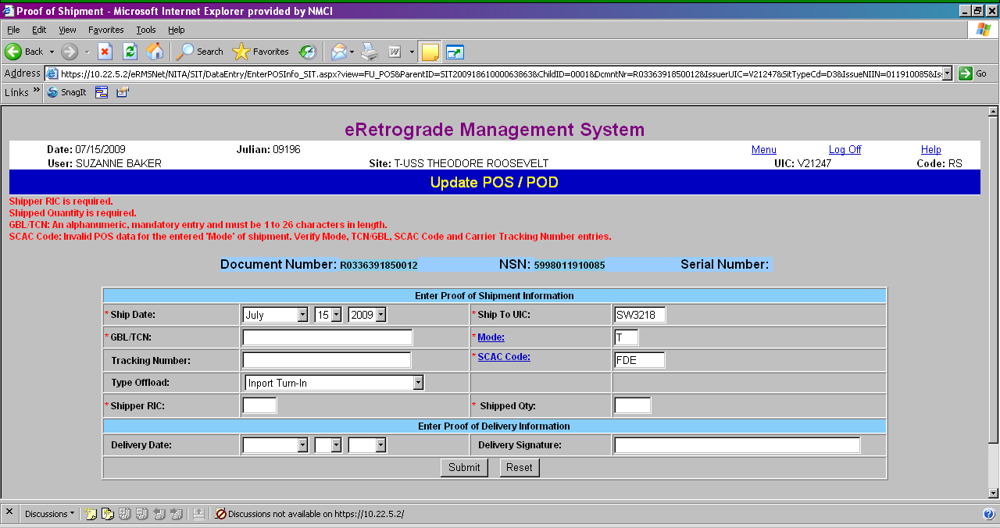 Proof of Shipment - Microsoft Internet Explorer provided by NMCI
File Edit View Favorites Tools Help
Back Search Favorites
Address https://10.22.5.2/eRMSNet/NITA/SIT/DataEntry/EnterPOSInfo_SIT.aspx?view=FU_POS&ParentID=SIT20091861000063863&ChildID=0001&DcmntNr=R0336391850012&IssuerUIC=V21247&SitTypeCd=D3&IssueNIIN=011910085&Is: Go
Links » SnagIt
eRetrograde Management System
Date: 07/15/2009 Julian: 09196 Menu Log Off Help
User: SUZANNE BAKER Site: T-USS THEODORE ROOSEVELT UIC: V21247 Code: RS
Update POS / POD
Shipper RIC is required.
Shipped Quantity is required.
GBL/TCN: An alphanumeric, mandatory entry and must be 1 to 26 characters in length.
SCAC Code: Invalid POS data for the entered 'Mode' of shipment. Verify Mode, TCN/GBL, SCAC Code and Carrier Tracking Number entries.
Document Number: R0336391850012 NSN: 5998011910085 Serial Number:
Enter Proof of Shipment Information
* Ship Date: July 15 2009 * Ship To UIC: SW3218
* GBL/TCN: * Mode: T
Tracking Number: * SCAC Code: FDE
Type Offload: Inport Turn-In
* Shipper RIC: * Shipped Qty:
Enter Proof of Delivery Information
Delivery Date: Delivery Signature:
Submit Reset
Discussions Discussions not available on https://10.22.5.2/